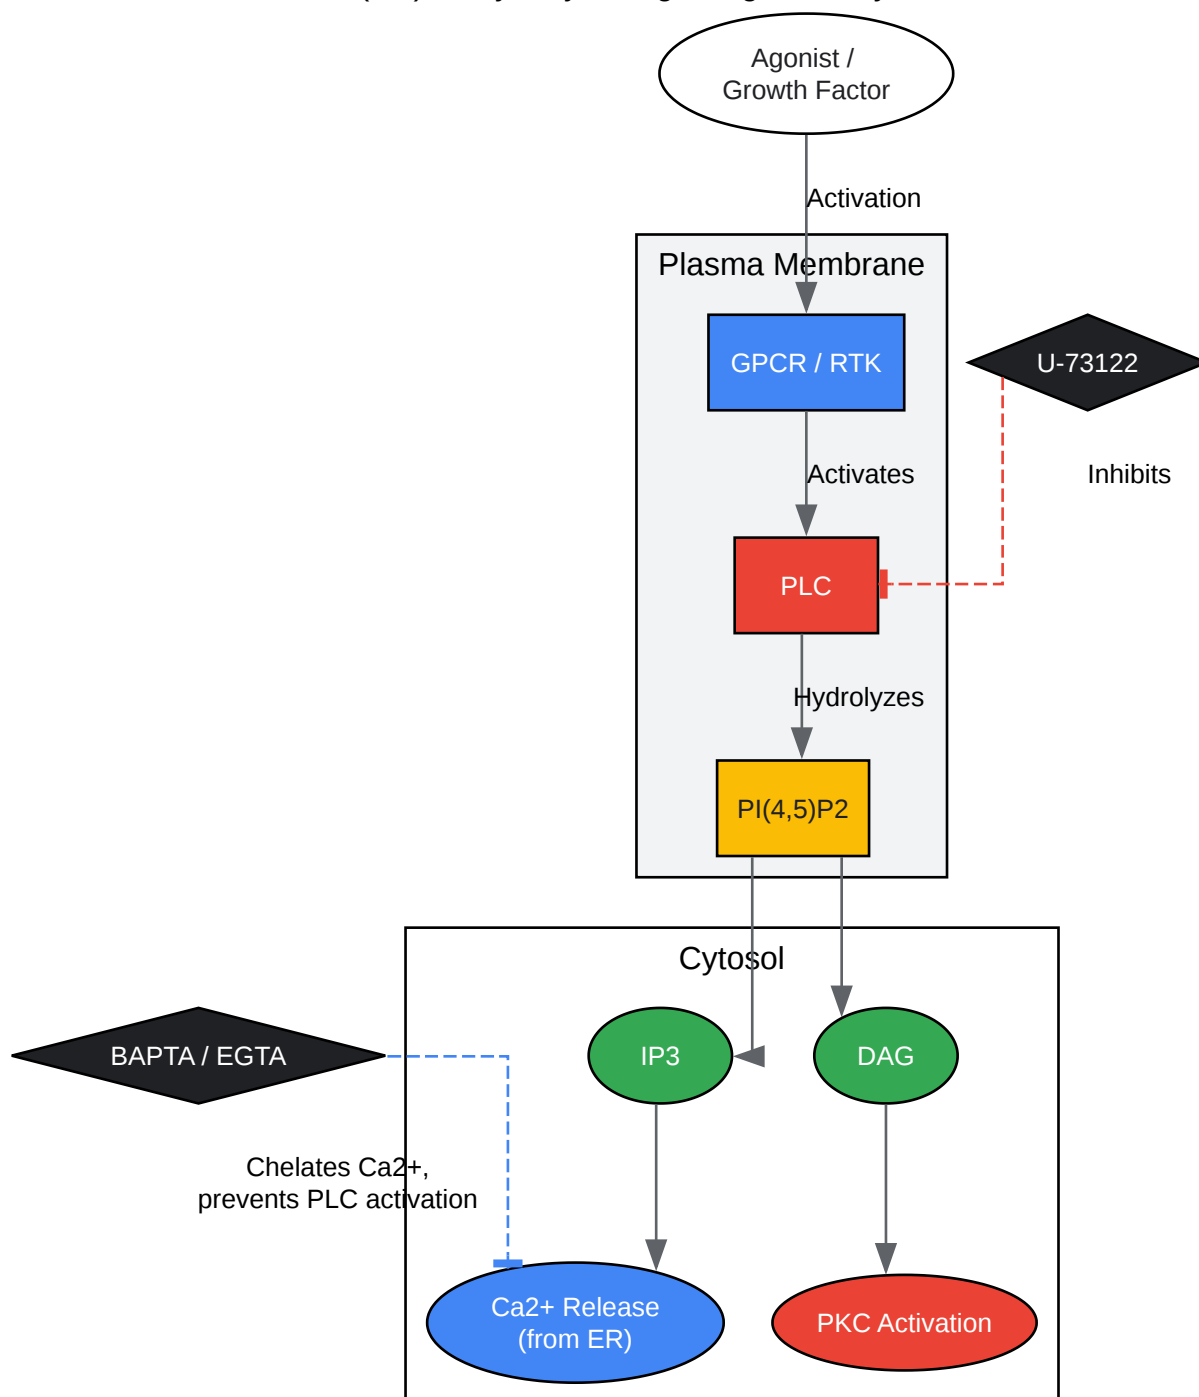 Agonist /
Growth Factor
Activation
Plasma Membrane
GPCR / RTK
U-73122
Activates
Inhibits
PLC
Hydrolyzes
PI(4,5)P2
Cytosol
BAPTA / EGTA
IP3
DAG
Chelates Ca2+,
prevents PLC activation
Ca2+ Release
(from ER)
PKC Activation